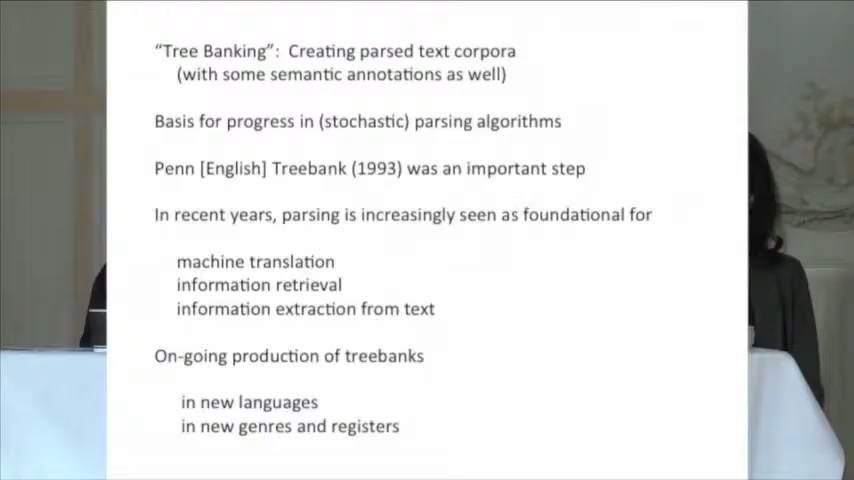 “Tree Banking”: Creating parsed text corpora
(with some semantic annotations as well)
Basis for progress in (stochastic) parsing algorithms
Penn [English] Treebank (1993) was an important step
In recent years, parsing is increasingly seen as foundational for
machine translation
information retrieval
information extraction from text
On-going production of treebanks
in new languages
in new genres and registers